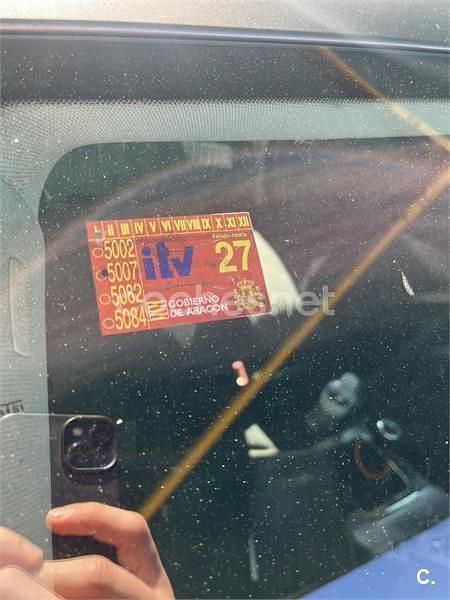 I II III IV V VI VII VIII IX X XI XII
Válido hasta
5002
5007
5082
5084
itv
27
GOBIERNO
DE ARAGON
coches.net
C.